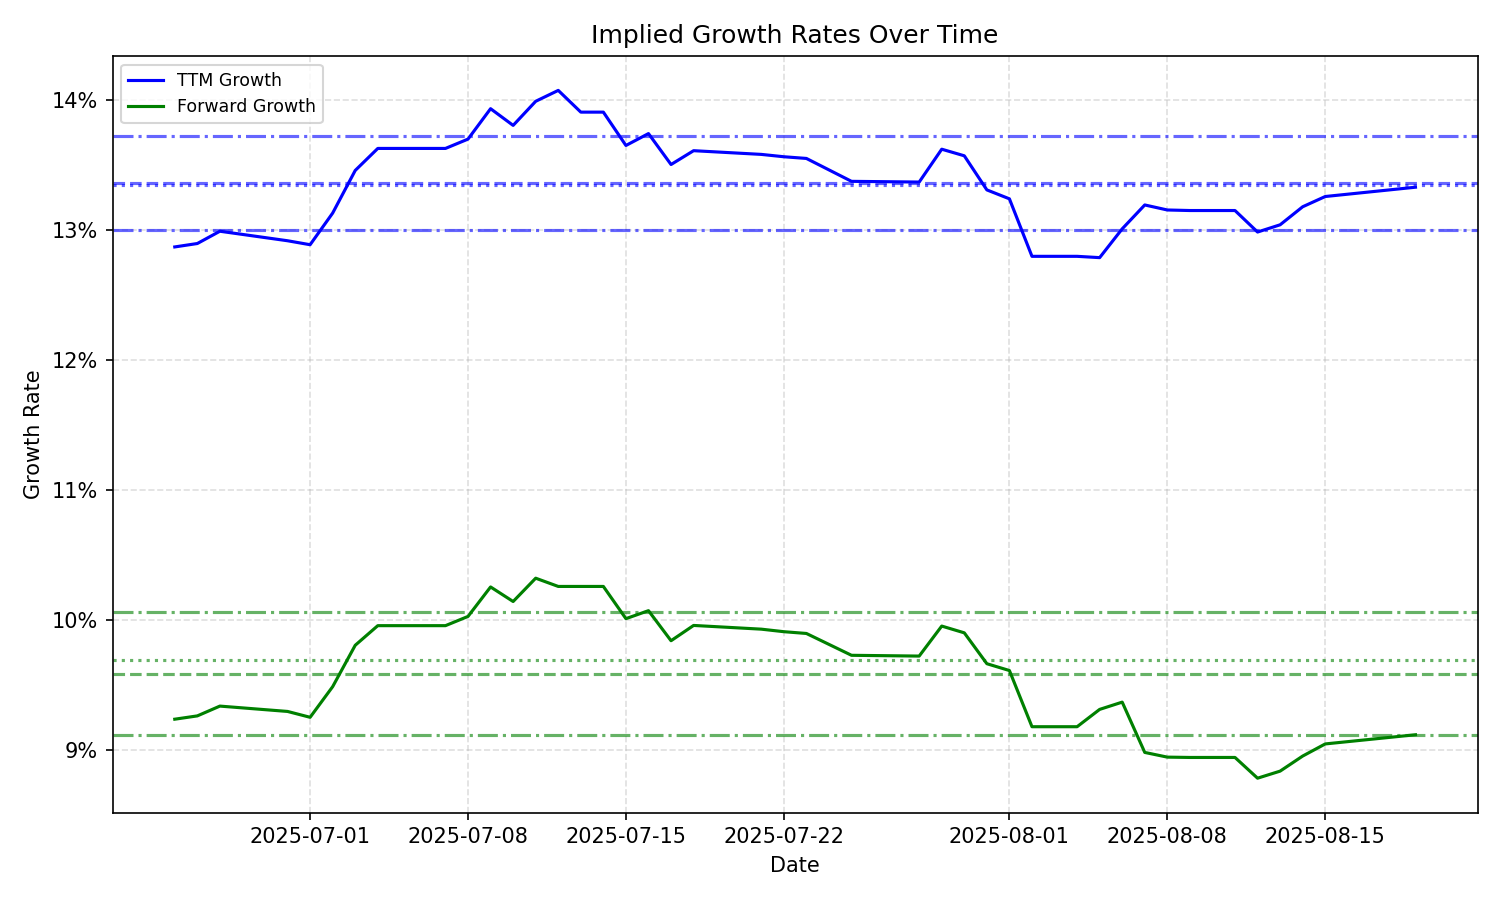 Implied Growth Rates Over Time
TTM Growth
Forward Growth
14%
13%
12%
11%
10%
9%
Growth Rate
2025-07-01
2025-07-08
2025-07-15
2025-07-22
2025-08-01
2025-08-08
2025-08-15
Date